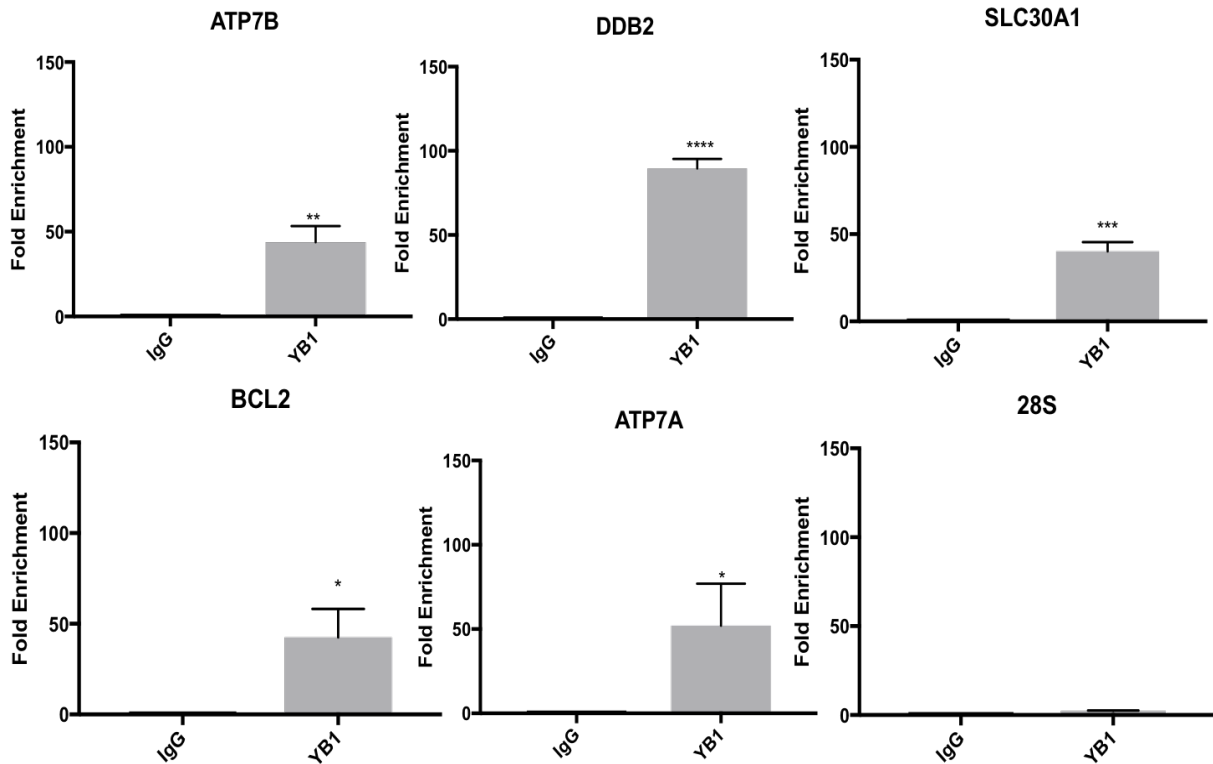 ATP7B
Fold Enrichment
150
100
50
0
**
IgG
YB1
DDB2
Fold Enrichment
150
100
50
0
****
IgG
YB1
SLC30A1
Fold Enrichment
150
100
50
0
***
IgG
YB1
BCL2
Fold Enrichment
150
100
50
0
*
IgG
YB1
ATP7A
Fold Enrichment
150
100
50
0
*
IgG
YB1
28S
Fold Enrichment
150
100
50
0
IgG
YB1